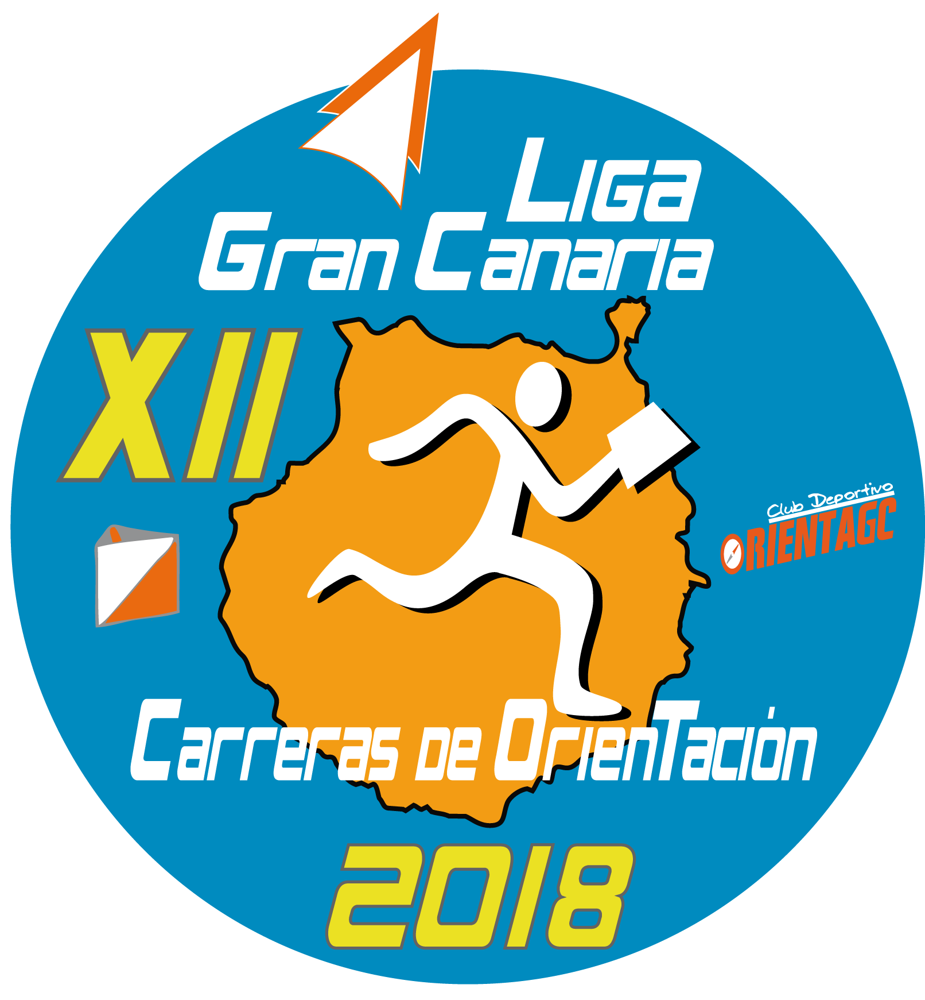 Liga
Gran Canaria
XII
Club Deportivo
ORIENTAGC
Carreras de OrienTación
2018